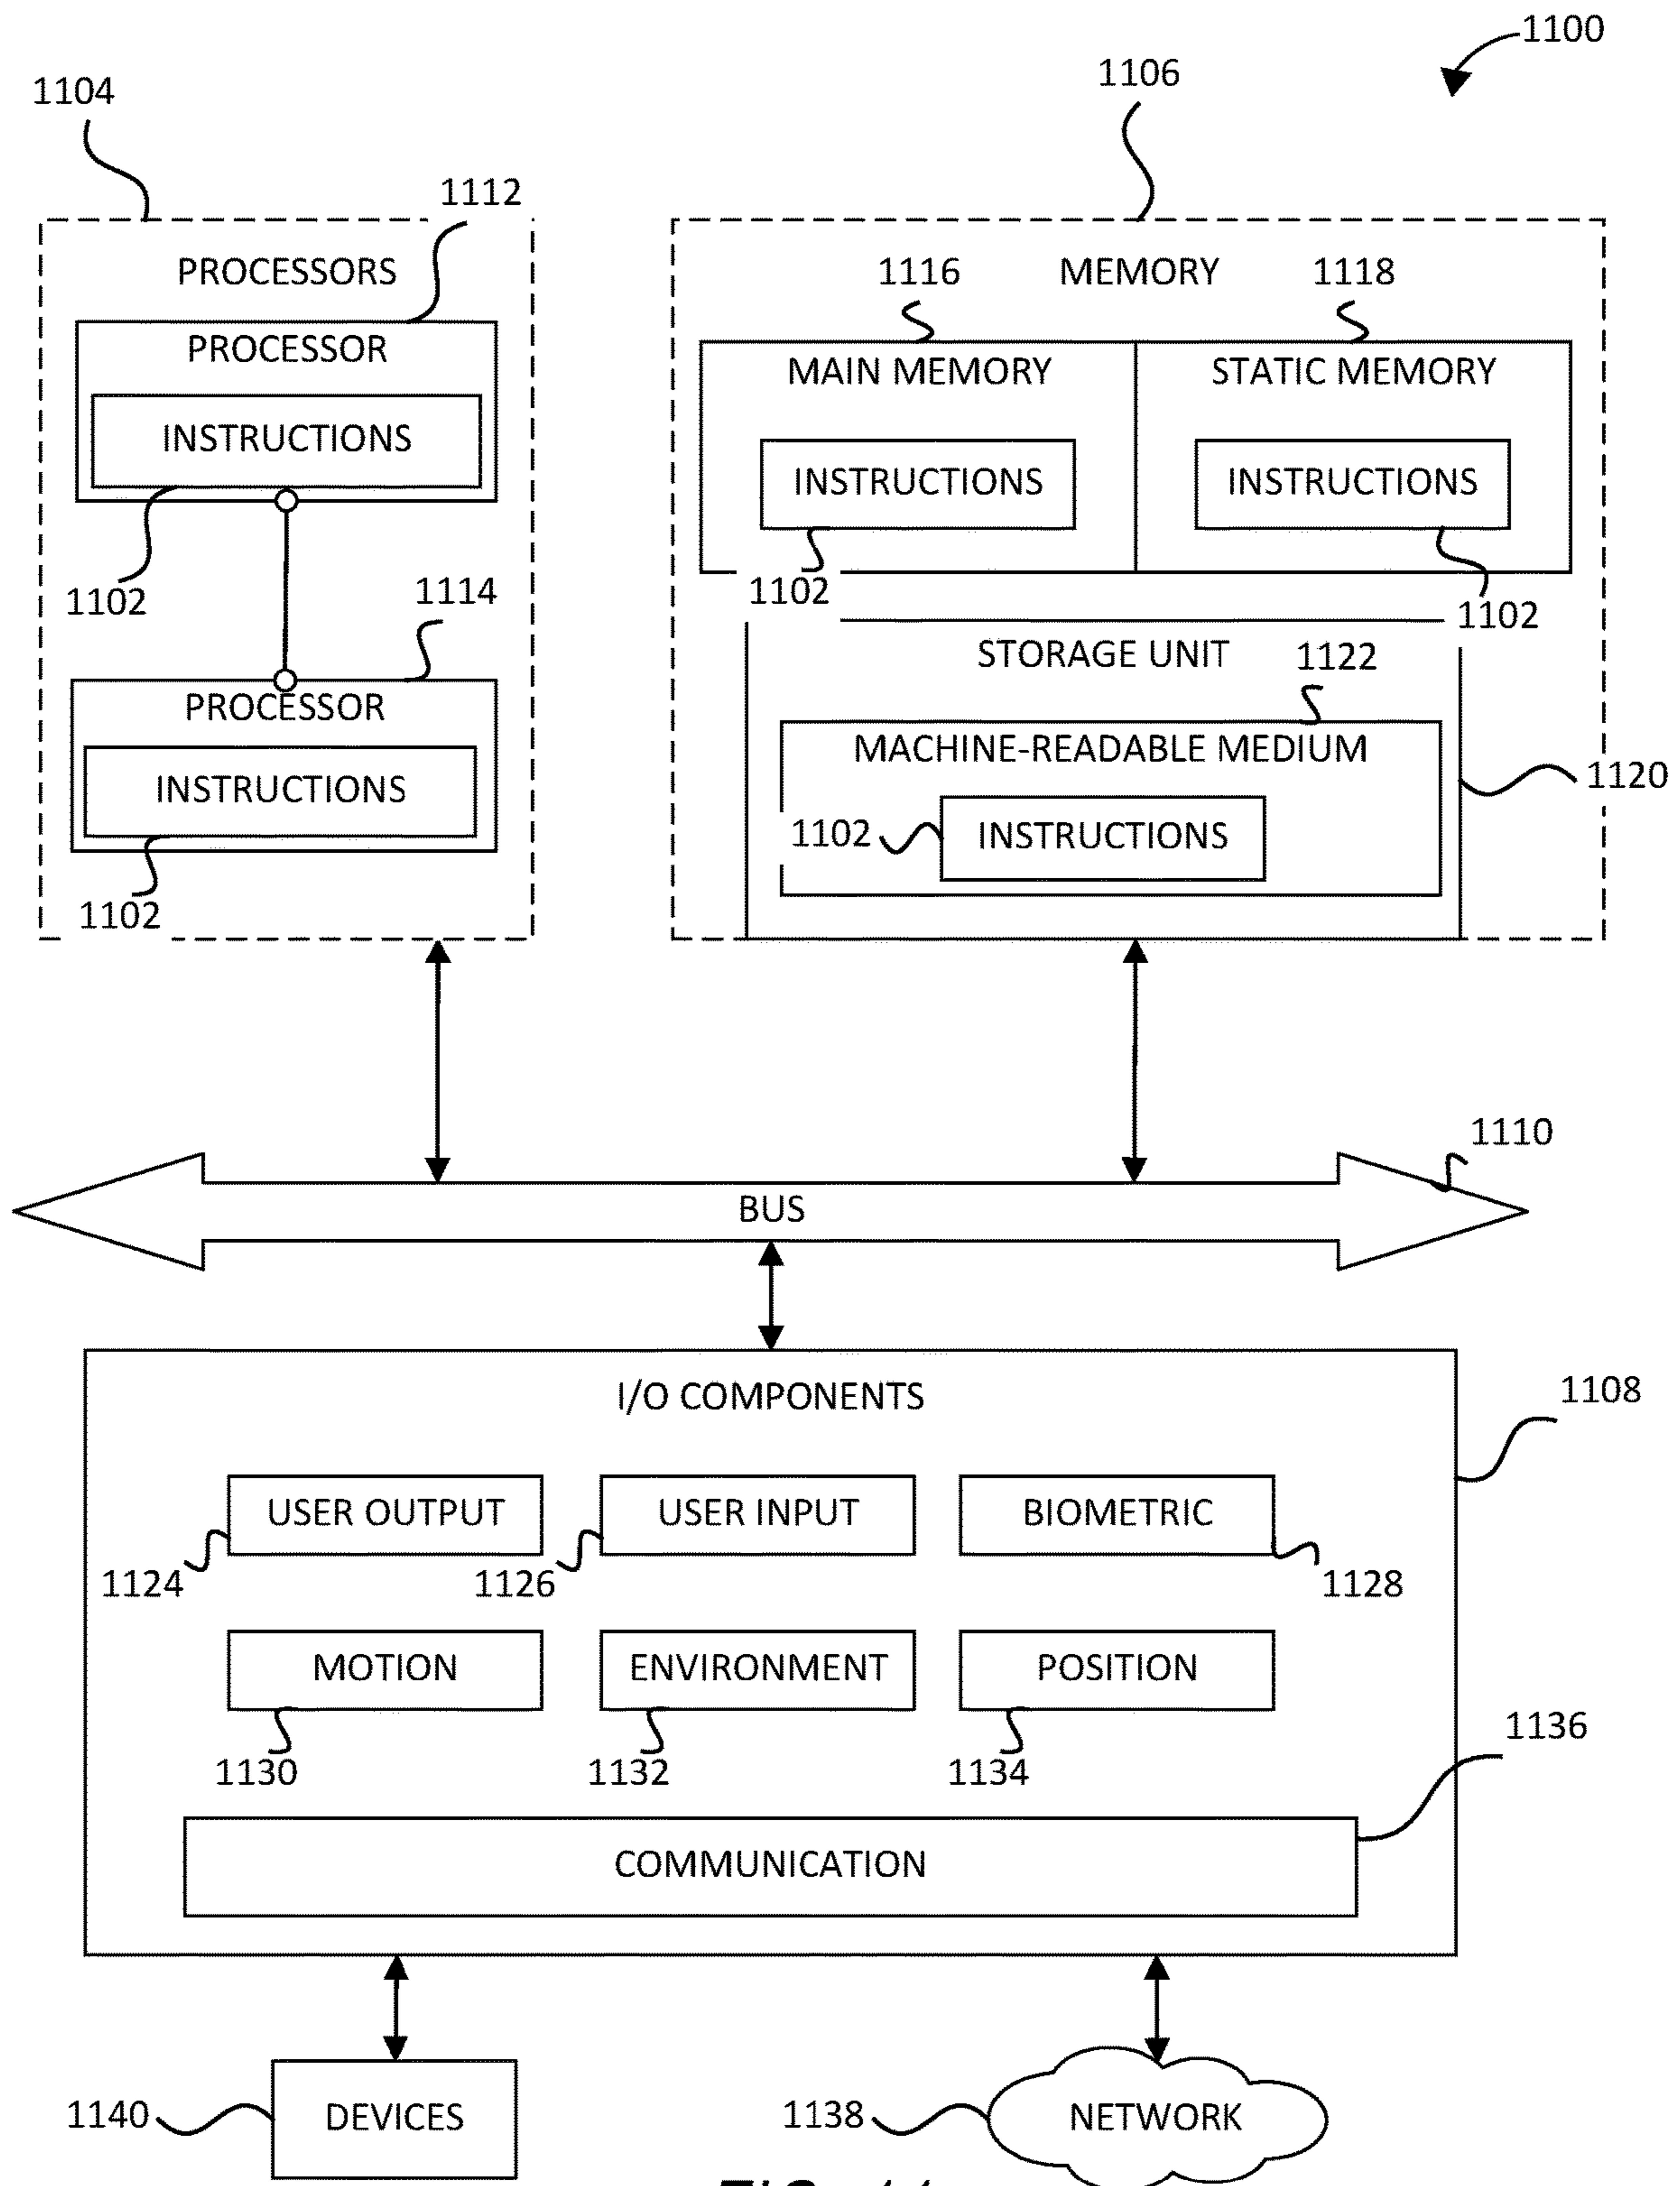 1100
1106
1104
1112
PROCESSORS
1116
MEMORY
1118
PROCESSOR
MAIN MEMORY
STATIC MEMORY
INSTRUCTIONS
INSTRUCTIONS
INSTRUCTIONS
1102
1114
1102
1102
STORAGE UNIT
1122
PROCESSOR
MACHINE-READABLE MEDIUM
1120
INSTRUCTIONS
1102
INSTRUCTIONS
1102
1110
BUS
I/O COMPONENTS
1108
USER OUTPUT
USER INPUT
BIOMETRIC
1124
1126
1128
MOTION
ENVIRONMENT
POSITION
1136
1130
1132
1134
COMMUNICATION
1140
DEVICES
1138
NETWORK